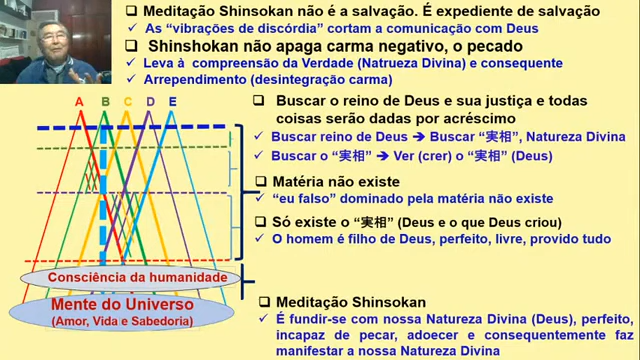 Meditação Shinsokan não é a salvação. É expediente de salvação
As “vibrações de discórdia” cortam a comunicação com Deus
Shinshokan não apaga carma negativo, o pecado
Leva à compreensão da Verdade (Natrueza Divina) e consequente
Arrependimento (desintegração carma)
A B C D E
Buscar o reino de Deus e sua justiça e todas
coisas serão dadas por acréscimo
Buscar reino de Deus ➔ Buscar “実相”, Natureza Divina
Buscar o “実相” ➔ Ver (crer) o “実相” (Deus)
Matéria não existe
“eu falso” dominado pela matéria não existe
Só existe o “実相” (Deus e o que Deus criou)
O homem é filho de Deus, perfeito, livre, provido tudo
Consciência da humanidade
Mente do Universo
(Amor, Vida e Sabedoria)
Meditação Shinsokan
É fundir-se com nossa Natureza Divina (Deus), perfeito,
incapaz de pecar, adoecer e consequentemente faz
manifestar a nossa Natureza Divina